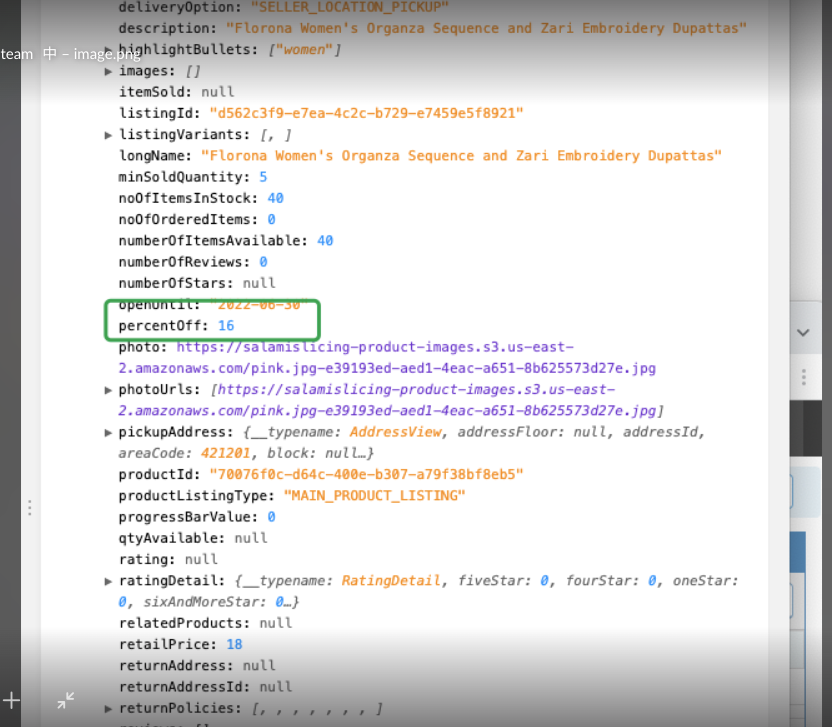 deliveryOption: "SELLER_LOCATION_PICKUP"
description: "Florona Women's Organza Sequence and Zari Embroidery Dupattas"
team 中 – image.png
▶ highlightBullets: ["women"]
▶ images: []
itemSold: null
listingId: "d562c3f9-e7ea-4c2c-b729-e7459e5f8921"
▶ listingVariants: [, ]
longName: "Florona Women's Organza Sequence and Zari Embroidery Dupattas"
minSoldQuantity: 5
noOfItemsInStock: 40
noOfOrderedItems: 0
numberOfItemsAvailable: 40
numberOfReviews: 0
numberOfStars: null
openUntil: "2022-06-30"
percentOff: 16
photo: https://salamislicing-product-images.s3.us-east-
2.amazonaws.com/pink.jpg-e39193ed-aed1-4eac-a651-8b625573d27e.jpg
▶ photoUrls: [https://salamislicing-product-images.s3.us-east-
2.amazonaws.com/pink.jpg-e39193ed-aed1-4eac-a651-8b625573d27e.jpg]
▶ pickupAddress: {__typename: AddressView, addressFloor: null, addressId,
areaCode: 421201, block: null…}
productId: "70076f0c-d64c-400e-b307-a79f38bf8eb5"
productListingType: "MAIN_PRODUCT_LISTING"
progressBarValue: 0
qtyAvailable: null
rating: null
▶ ratingDetail: {__typename: RatingDetail, fiveStar: 0, fourStar: 0, oneStar:
0, sixAndMoreStar: 0…}
relatedProducts: null
retailPrice: 18
returnAddress: null
returnAddressId: null
▶ returnPolicies: [, , , , , , , ]